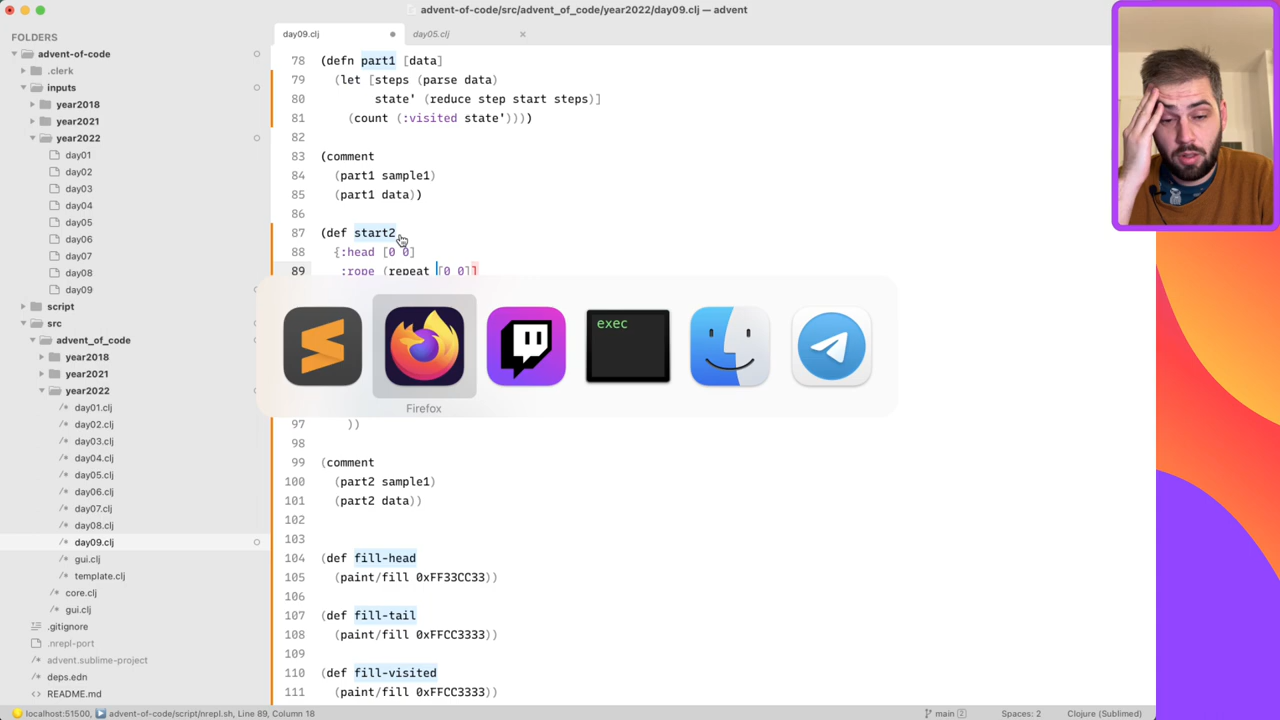 advent-of-code/src/advent_of_code/year2022/day09.clj — advent
FOLDERS
advent-of-code
.clerk
inputs
year2018
year2021
year2022
day01
day02
day03
day04
day05
day06
day07
day08
day09
script
src
advent_of_code
year2018
year2021
year2022
day01.clj
day02.clj
day03.clj
day04.clj
day05.clj
day06.clj
day07.clj
day08.clj
day09.clj
gui.clj
template.clj
core.clj
gui.clj
.gitignore
.nrepl-port
advent.sublime-project
deps.edn
README.md
day09.clj
day05.clj
78 (defn part1 [data]
79 (let [steps (parse data)
80 state' (reduce step start steps)]
81 (count (:visited state'))))
82
83 (comment
84 (part1 sample1)
85 (part1 data))
86
87 (def start2
88 {:head [0 0]
89 :rope (repeat [0 0]]
exec
Firefox
97 ))
98
99 (comment
100 (part2 sample1)
101 (part2 data))
102
103
104 (def fill-head
105 (paint/fill 0xFF33CC33))
106
107 (def fill-tail
108 (paint/fill 0xFFCC3333))
109
110 (def fill-visited
111 (paint/fill 0xFFCC3333))
localhost:51500, advent-of-code/script/nrepl.sh, Line 89, Column 18
main 2
Spaces: 2
Clojure (Sublimed)